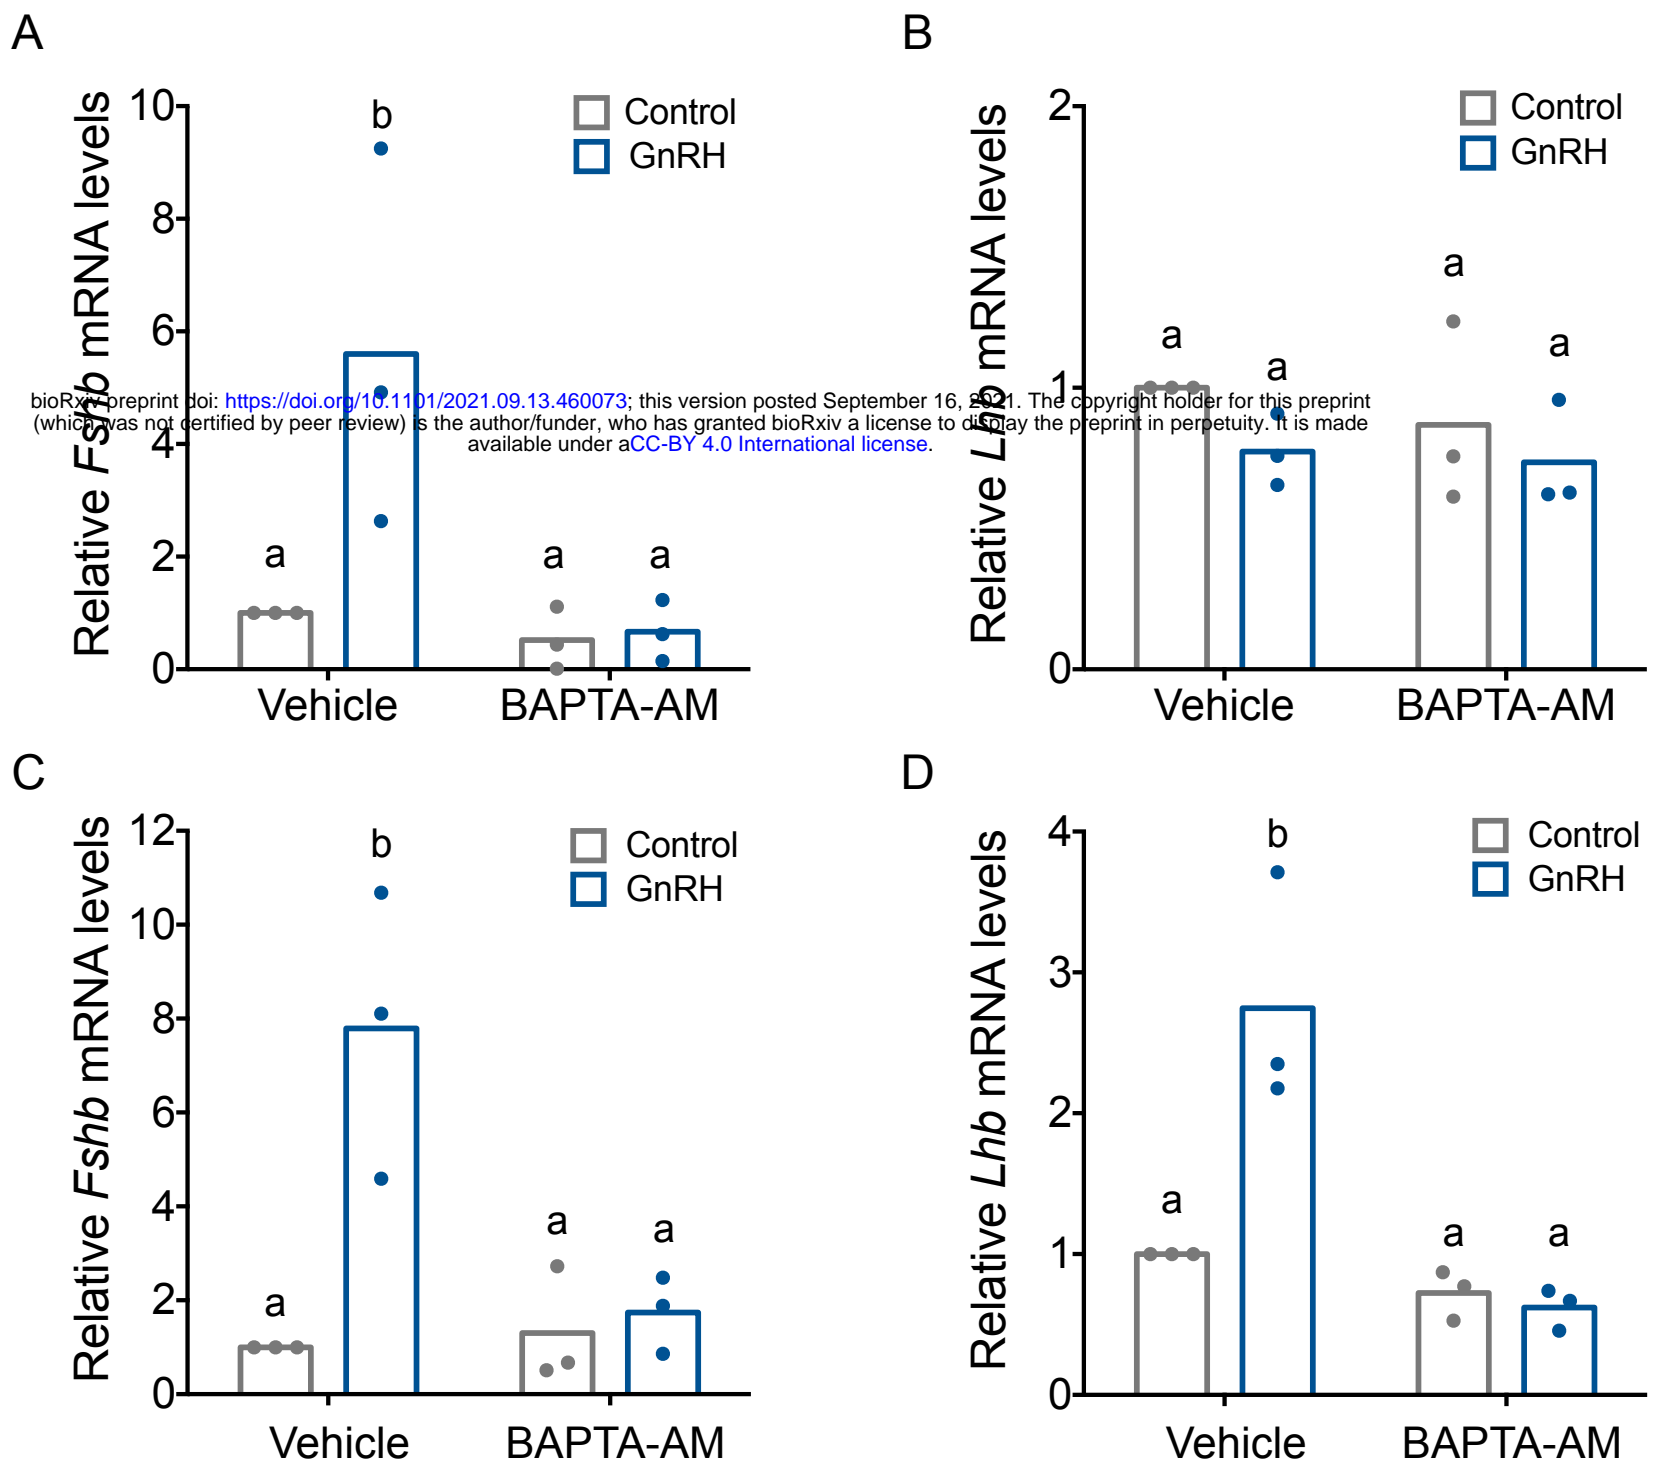 A
B
Relative Fshb mRNA levels
10
8
6
4
2
0
b
a
a
a
Control
GnRH
Vehicle
BAPTA-AM
Relative Lhb mRNA levels
2
1
0
a
a
a
a
Control
GnRH
Vehicle
BAPTA-AM
bioRxiv preprint doi: https://doi.org/10.1101/2021.09.13.460073; this version posted September 16, 2021. The copyright holder for this preprint
(which was not certified by peer review) is the author/funder, who has granted bioRxiv a license to display the preprint in perpetuity. It is made
available under aCC-BY 4.0 International license.
C
D
Relative Fshb mRNA levels
12
10
8
6
4
2
0
a
b
a
a
Control
GnRH
Vehicle
BAPTA-AM
Relative Lhb mRNA levels
4
3
2
1
0
a
b
a
a
Control
GnRH
Vehicle
BAPTA-AM